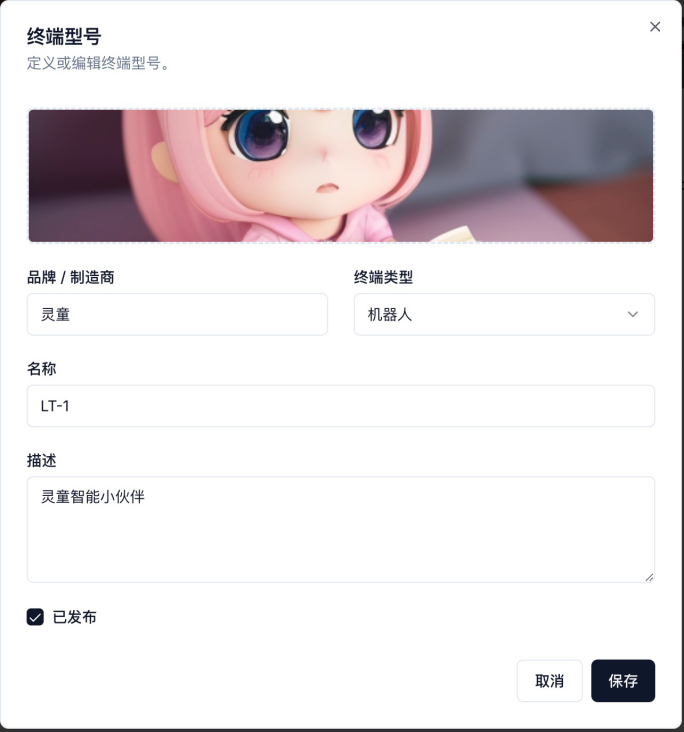 终端型号
定义或编辑终端型号。
品牌 / 制造商
终端类型
灵童
机器人
名称
LT-1
描述
灵童智能小伙伴
已发布
取消
保存